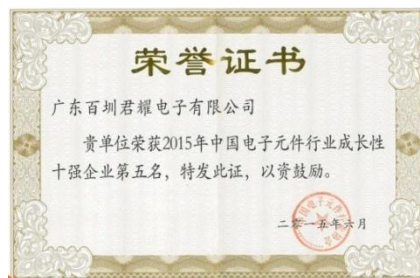 荣誉证书
广东百圳君耀电子有限公司
贵单位荣获2015年中国电子元件行业成长性
十强企业第五名，特发此证，以资鼓励。
二零一五年六月